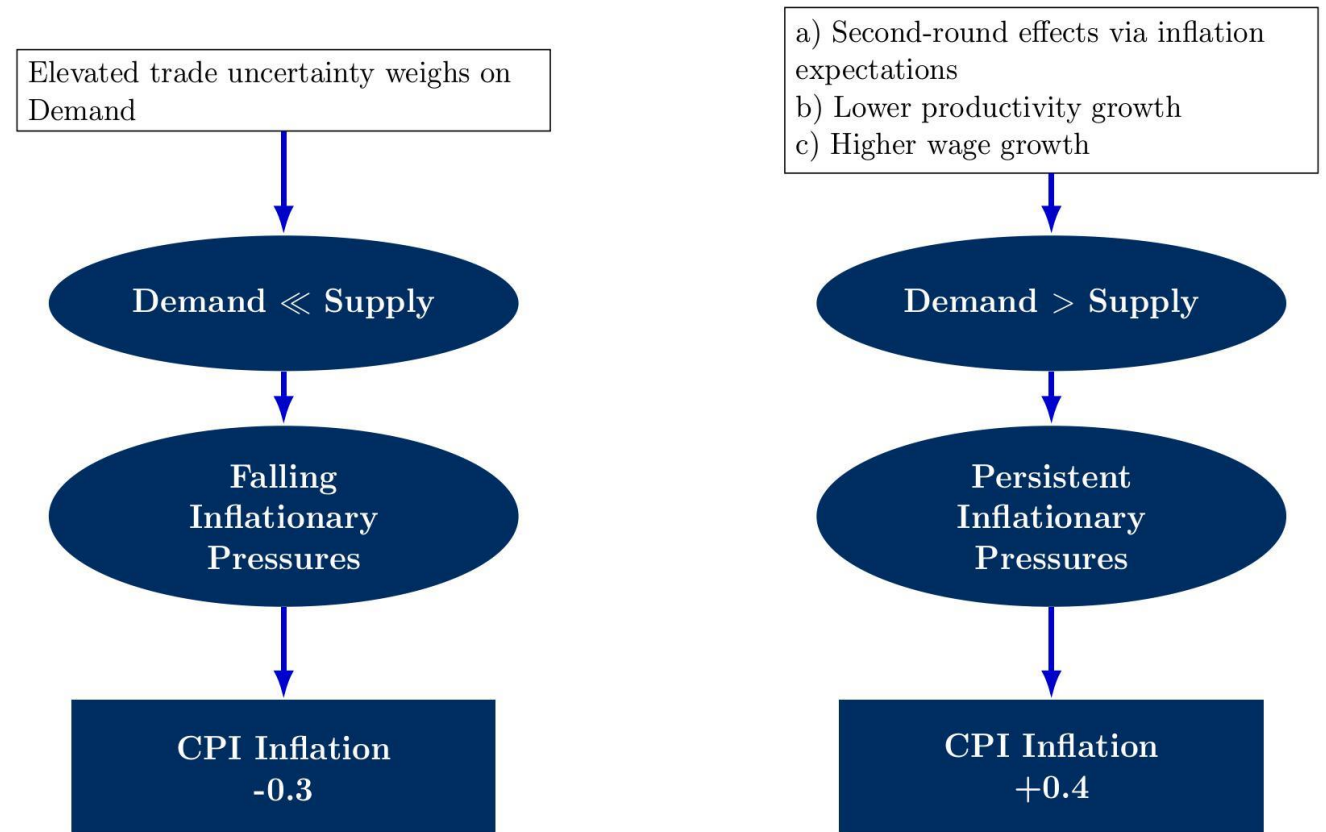 Elevated trade uncertainty weighs on
Demand
Demand ≪ Supply
Falling
Inflationary
Pressures
CPI Inflation
-0.3
a) Second-round effects via inflation
expectations
b) Lower productivity growth
c) Higher wage growth
Demand > Supply
Persistent
Inflationary
Pressures
CPI Inflation
+0.4